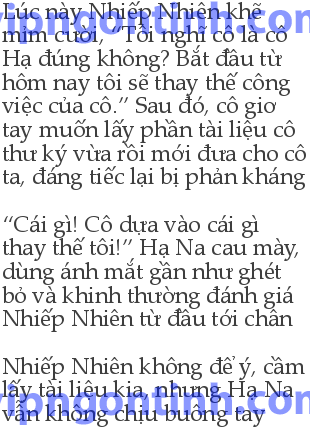 Lúc này Nhiếp Nhiên khẽ
mỉm cười, “Tôi nghĩ cô là cô
Hạ đúng không? Bắt đầu từ
hôm nay tôi sẽ thay thế công
việc của cô.” Sau đó, cô giơ
tay muốn lấy phần tài liệu cô
thư ký vừa rồi mới đưa cho cô
ta, đáng tiếc lại bị phản kháng
“Cái gì! Cô dựa vào cái gì
thay thế tôi!” Hạ Na cau mày,
dùng ánh mắt gần như ghét
bỏ và khinh thường đánh giá
Nhiếp Nhiên từ đầu tới chân
Nhiếp Nhiên không để ý, cầm
lấy tài liệu kia, nhưng Hạ Na
vẫn không chịu buông tay
vipngontinh.com
vipngontinh.com